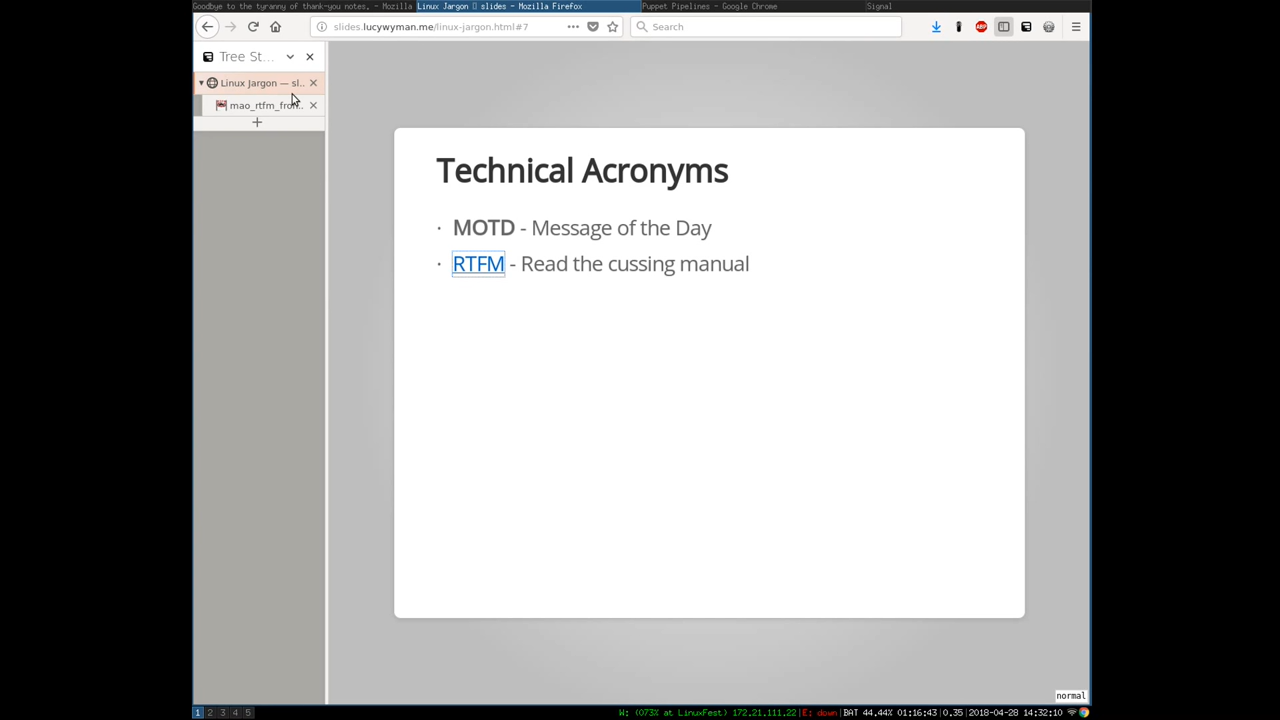 Goodbye to the tyranny of thank-you notes. - Mozilla
Linux Jargon slides - Mozilla Firefox
Puppet Pipelines - Google Chrome
Signal
slides.lucywyman.me/linux-jargon.html#7
Search
ABP
Tree St...
Linux Jargon — sl..
mao_rtfm_fron..
Technical Acronyms
· MOTD - Message of the Day
· RTFM - Read the cussing manual
normal
1 2 3 4 5
W: (073% at LinuxFest) 172.21.111.22|E: down|BAT 44.44% 01:16:43|0.35|2018-04-28 14:32:10